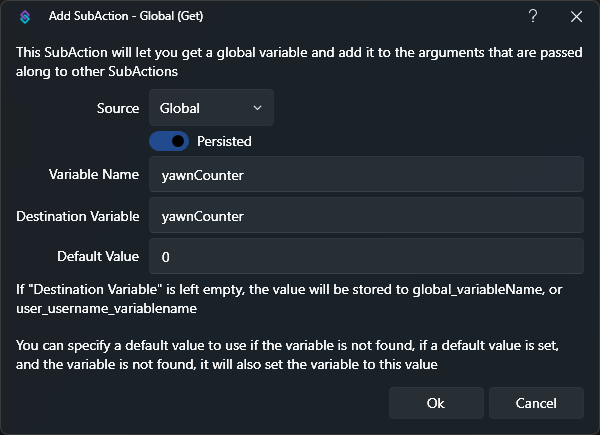 Add SubAction - Global (Get)
?
This SubAction will let you get a global variable and add it to the arguments that are passed
along to other SubActions
Source Global
Persisted
Variable Name yawnCounter
Destination Variable yawnCounter
Default Value 0
If "Destination Variable" is left empty, the value will be stored to global_variableName, or
user_username_variablename
You can specify a default value to use if the variable is not found, if a default value is set,
and the variable is not found, it will also set the variable to this value
Ok Cancel